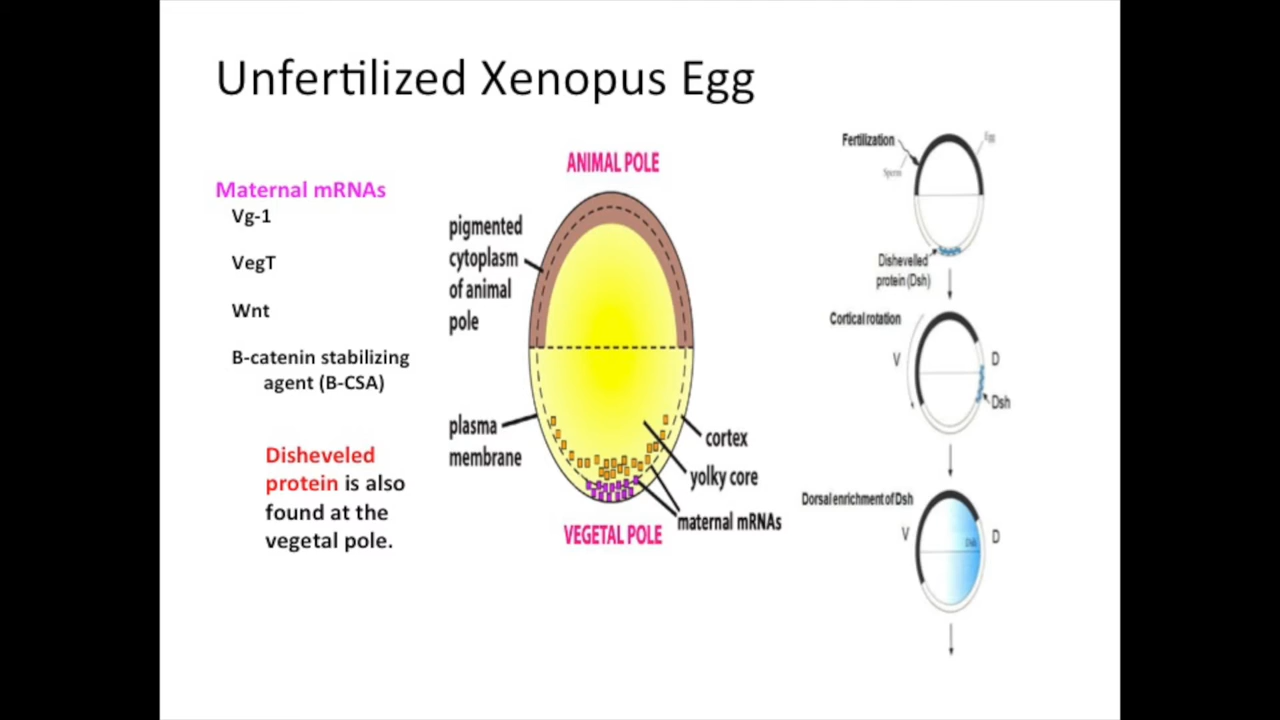 Unfertilized Xenopus Egg
Maternal mRNAs
Vg-1
VegT
Wnt
B-catenin stabilizing
agent (B-CSA)
Disheveled
protein is also
found at the
vegetal pole.
ANIMAL POLE
pigmented
cytoplasm
of animal
pole
plasma
membrane
cortex
yolky core
maternal mRNAs
VEGETAL POLE
Fertilization
Egg
Sperm
Dishevelled
protein (Dsh)
Cortical rotation
V
D
Dsh
Dorsal enrichment of Dsh
V
D
Dsh